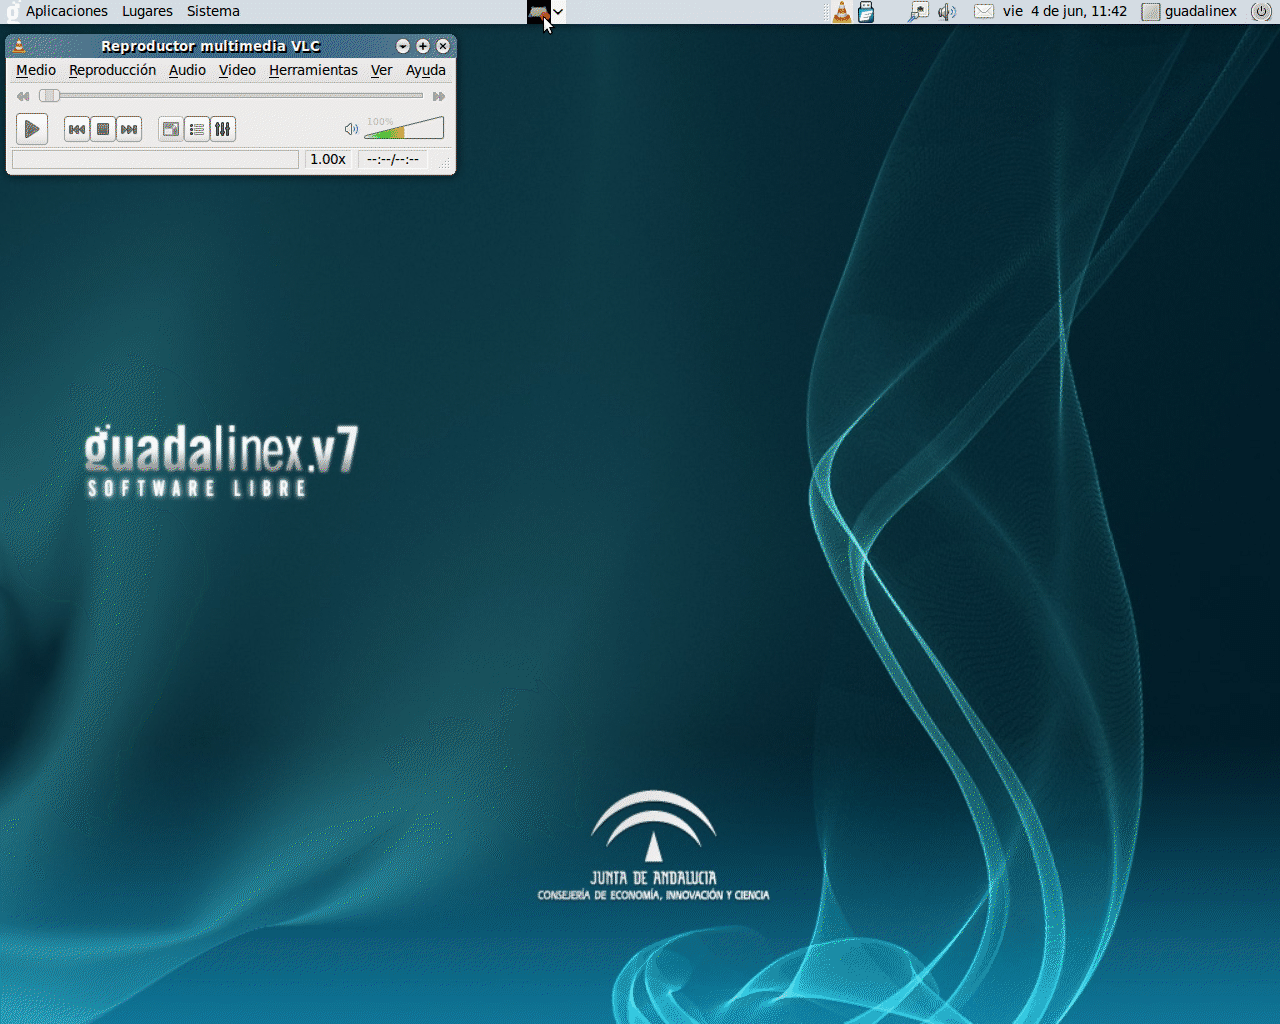 Aplicaciones Lugares Sistema vie 4 de jun, 11:42 guadalinex
Reproductor multimedia VLC
Medio Reproducción Audio Video Herramientas Ver Ayuda
100%
1.00x --:--/--:--
guadalinex.v7
SOFTWARE LIBRE
JUNTA DE ANDALUCIA
CONSEJERÍA DE ECONOMÍA, INNOVACIÓN Y CIENCIA